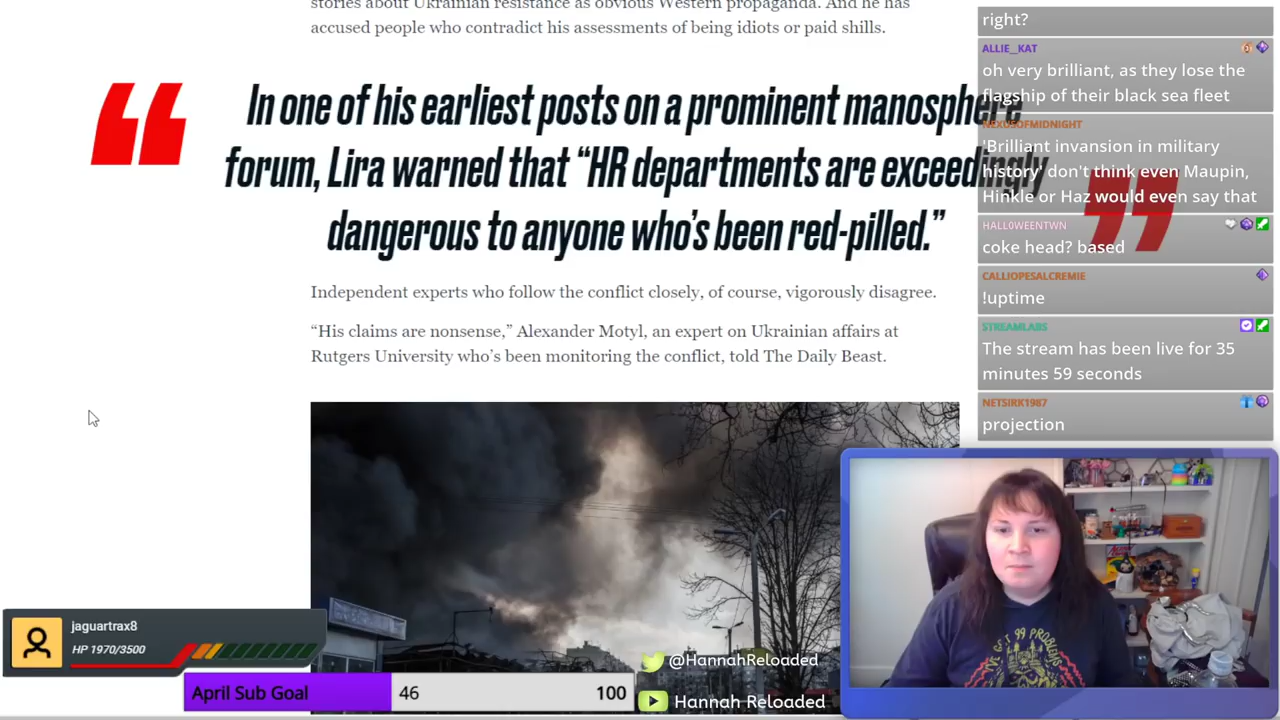 stories about Ukrainian resistance as obvious Western propaganda. And he has
accused people who contradict his assessments of being idiots or paid shills.
“
In one of his earliest posts on a prominent manosphere
forum, Lira warned that “HR departments are exceedingly
dangerous to anyone who’s been red-pilled.”
”
Independent experts who follow the conflict closely, of course, vigorously disagree.
“His claims are nonsense,” Alexander Motyl, an expert on Ukrainian affairs at
Rutgers University who’s been monitoring the conflict, told The Daily Beast.
right?
ALLIE__KAT
oh very brilliant, as they lose the
flagship of their black sea fleet
NEXUSOFMIDNIGHT
'Brilliant invansion in military
history' don't think even Maupin,
Hinkle or Haz would even say that
HALL0WEENTWN
coke head? based
CALLIOPESALCREMIE
!uptime
STREAMLABS
The stream has been live for 35
minutes 59 seconds
NETSIRK1987
projection
jaguartrax8
HP 1970/3500
April Sub Goal
46
100
@HannahReloaded
Hannah Reloaded
99 PROBLEMS